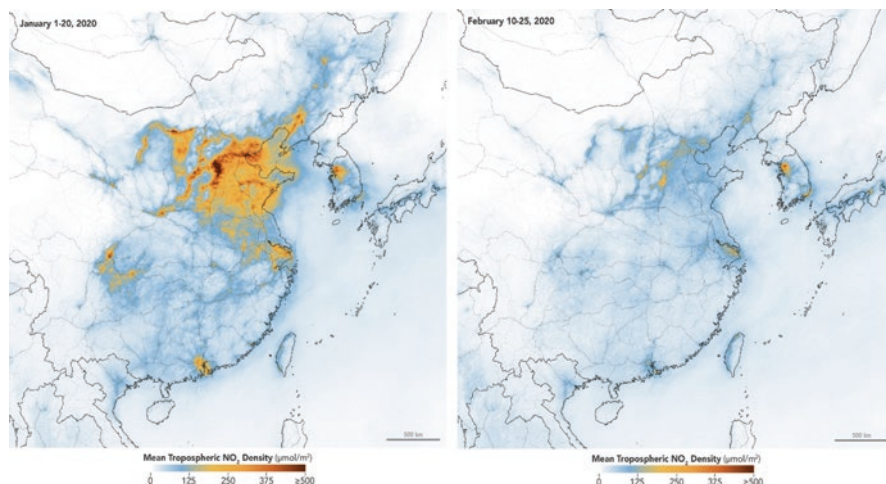 January 1-20, 2020
February 10-25, 2020
500 km
500 km
Mean Tropospheric NO₂ Density (μmol/m²)
0 125 250 375 ≥500
Mean Tropospheric NO₂ Density (μmol/m²)
0 125 250 375 ≥500